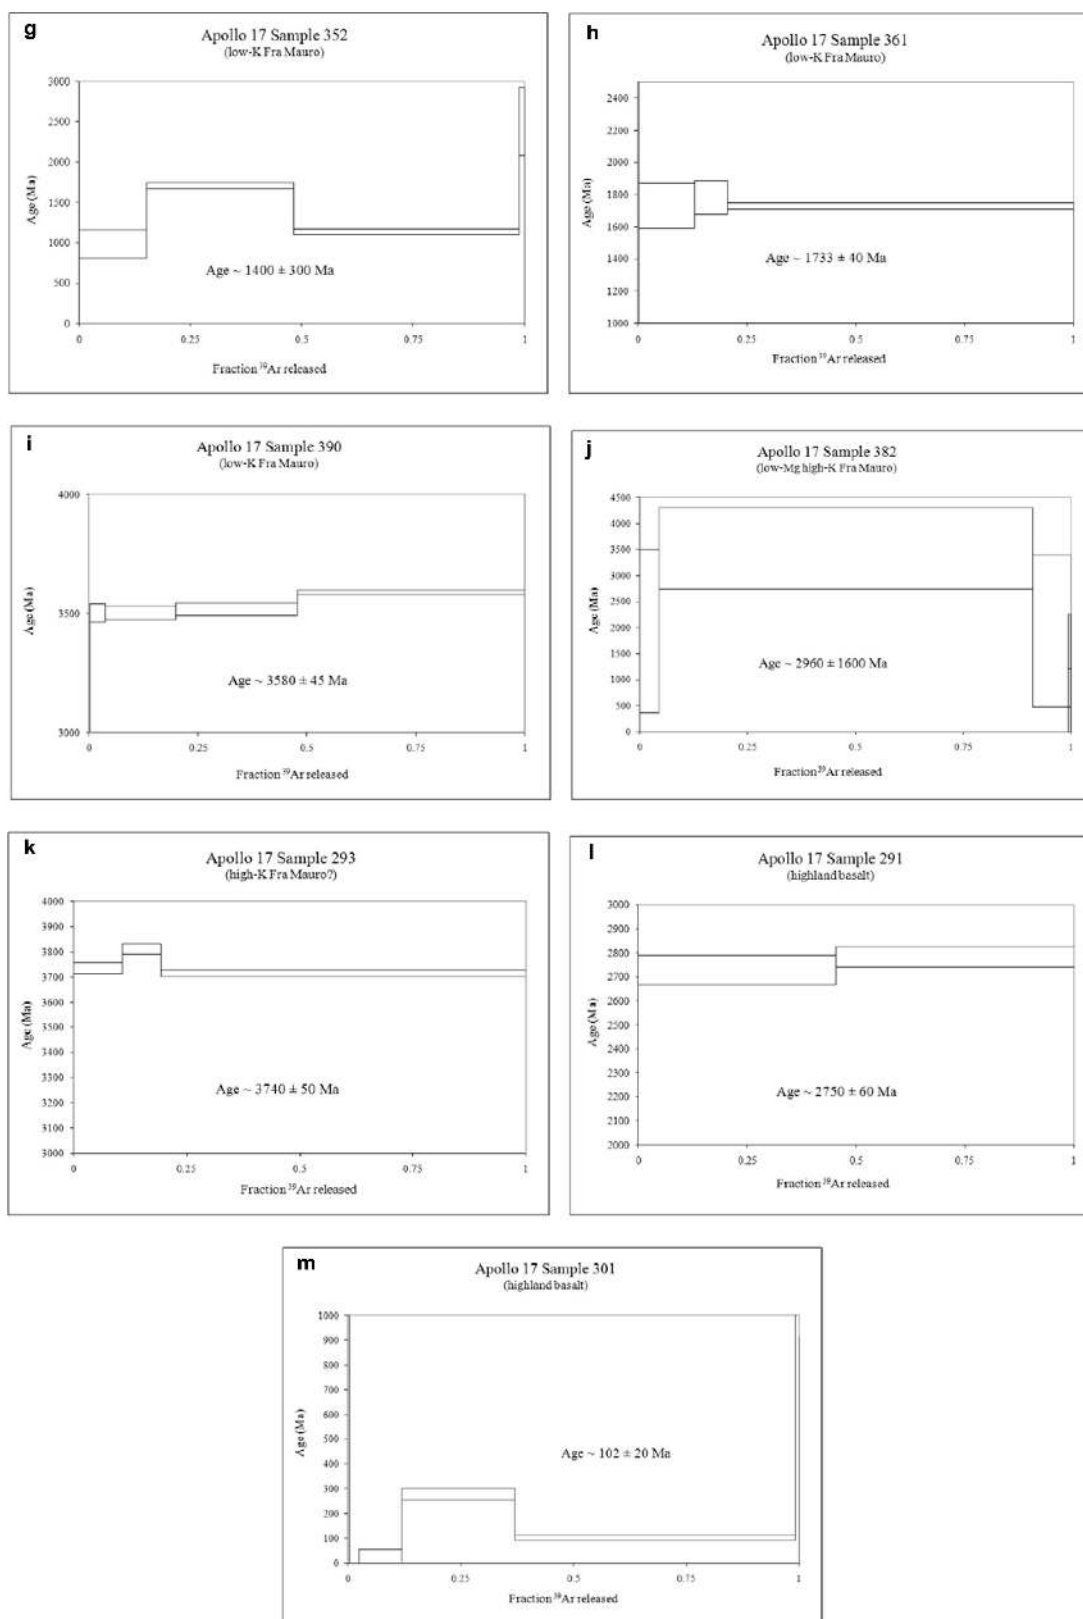 g
Apollo 17 Sample 352
(low-K Fra Mauro)
3000
2500
2000
1500
1000
500
0
Age (Ma)
Age ~ 1400 ± 300 Ma
0 0.25 0.5 0.75 1
Fraction ³⁹Ar released
h
Apollo 17 Sample 361
(low-K Fra Mauro)
2400
2200
2000
1800
1600
1400
1200
1000
Age (Ma)
Age ~ 1733 ± 40 Ma
0 0.25 0.5 0.75 1
Fraction ³⁹Ar released
i
Apollo 17 Sample 390
(low-K Fra Mauro)
4000
3500
3000
Age (Ma)
Age ~ 3580 ± 45 Ma
0 0.25 0.5 0.75 1
Fraction ³⁹Ar released
j
Apollo 17 Sample 382
(low-Mg high-K Fra Mauro)
4500
4000
3500
3000
2500
2000
1500
1000
500
0
Age (Ma)
Age ~ 2960 ± 1600 Ma
0 0.25 0.5 0.75 1
Fraction ³⁹Ar released
k
Apollo 17 Sample 293
(high-K Fra Mauro?)
4000
3900
3800
3700
3600
3500
3400
3300
3200
3100
3000
Age (Ma)
Age ~ 3740 ± 50 Ma
0 0.25 0.5 0.75 1
Fraction ³⁹Ar released
l
Apollo 17 Sample 291
(highland basalt)
3000
2900
2800
2700
2600
2500
2400
2300
2200
2100
2000
Age (Ma)
Age ~ 2750 ± 60 Ma
0 0.25 0.5 0.75 1
Fraction ³⁹Ar released
m
Apollo 17 Sample 301
(highland basalt)
1000
900
800
700
600
500
400
300
200
100
0
Age (Ma)
Age ~ 102 ± 20 Ma
0 0.25 0.5 0.75 1
Fraction ³⁹Ar released